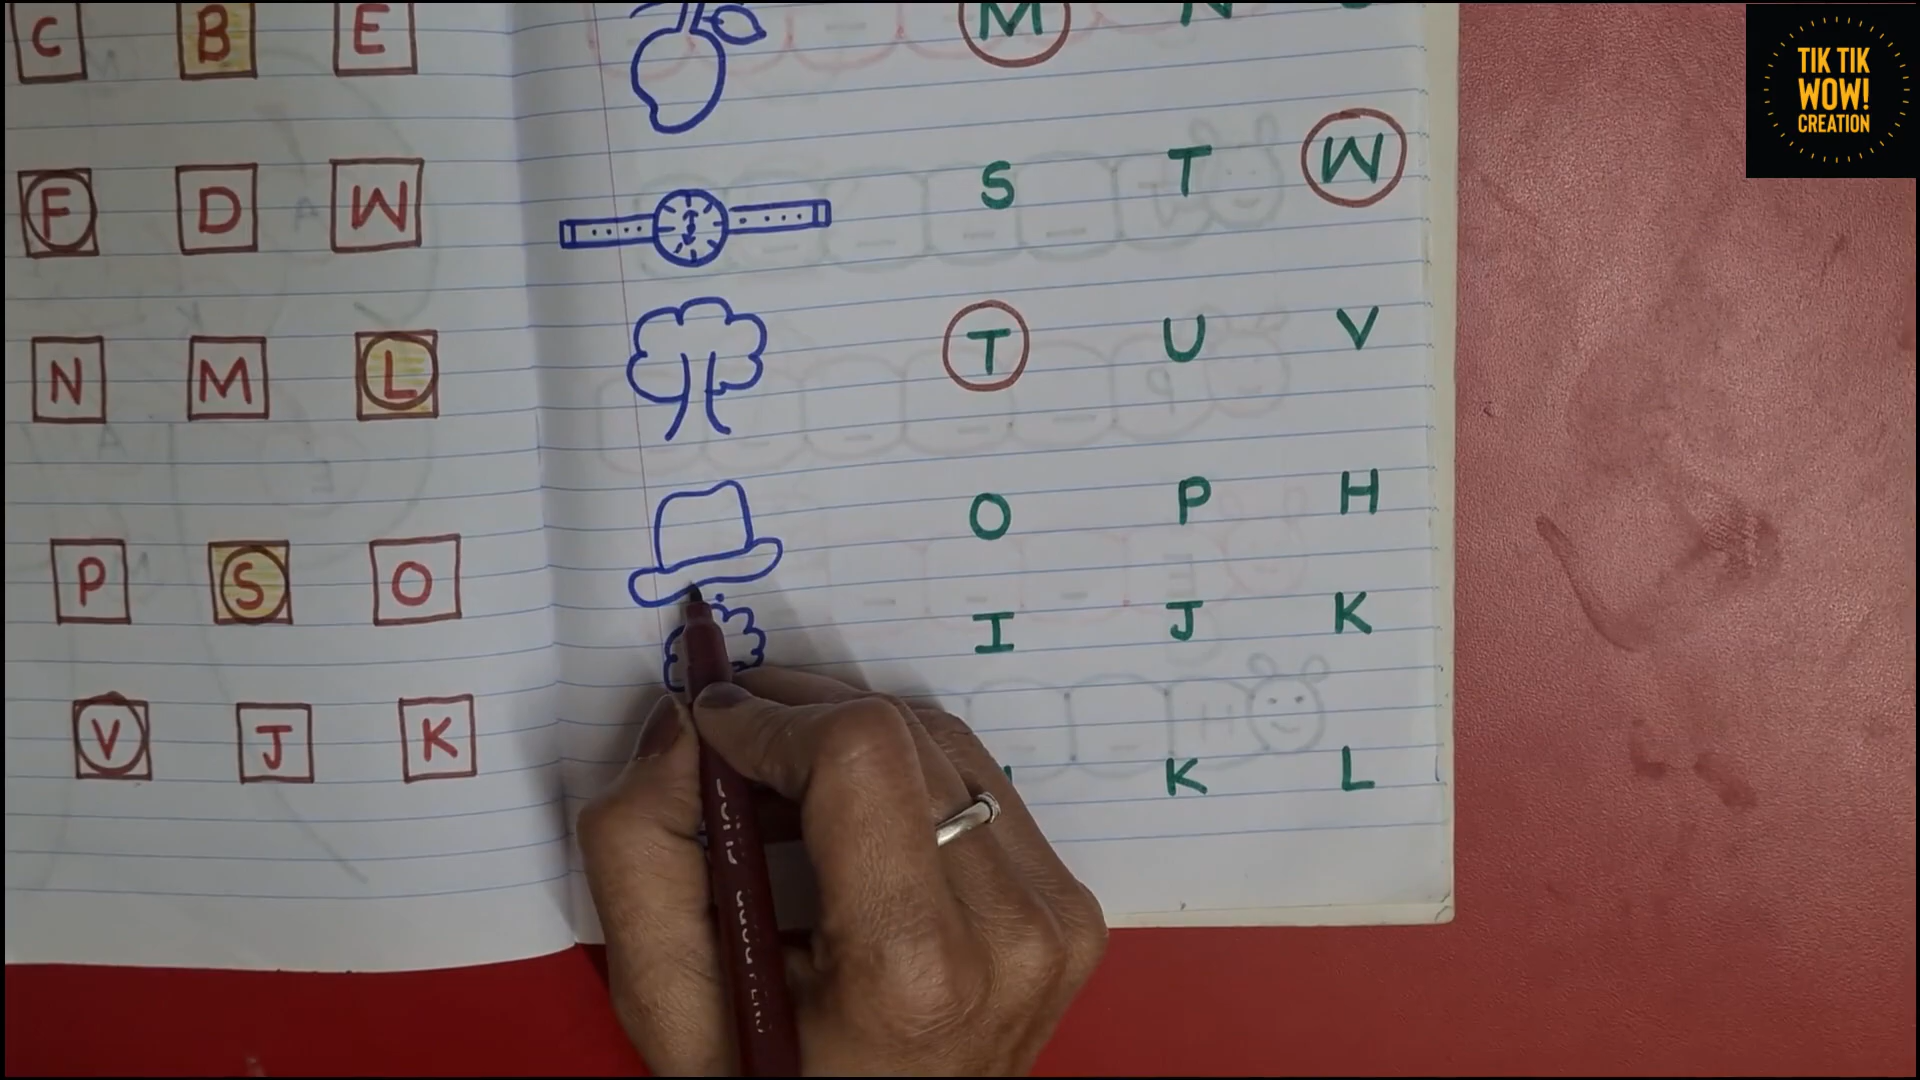 C B E
F D W
N M L
P S O
V J K
M N
S T W
T U V
O P H
I J K
K L
TIK TIK
WOW!
CREATION